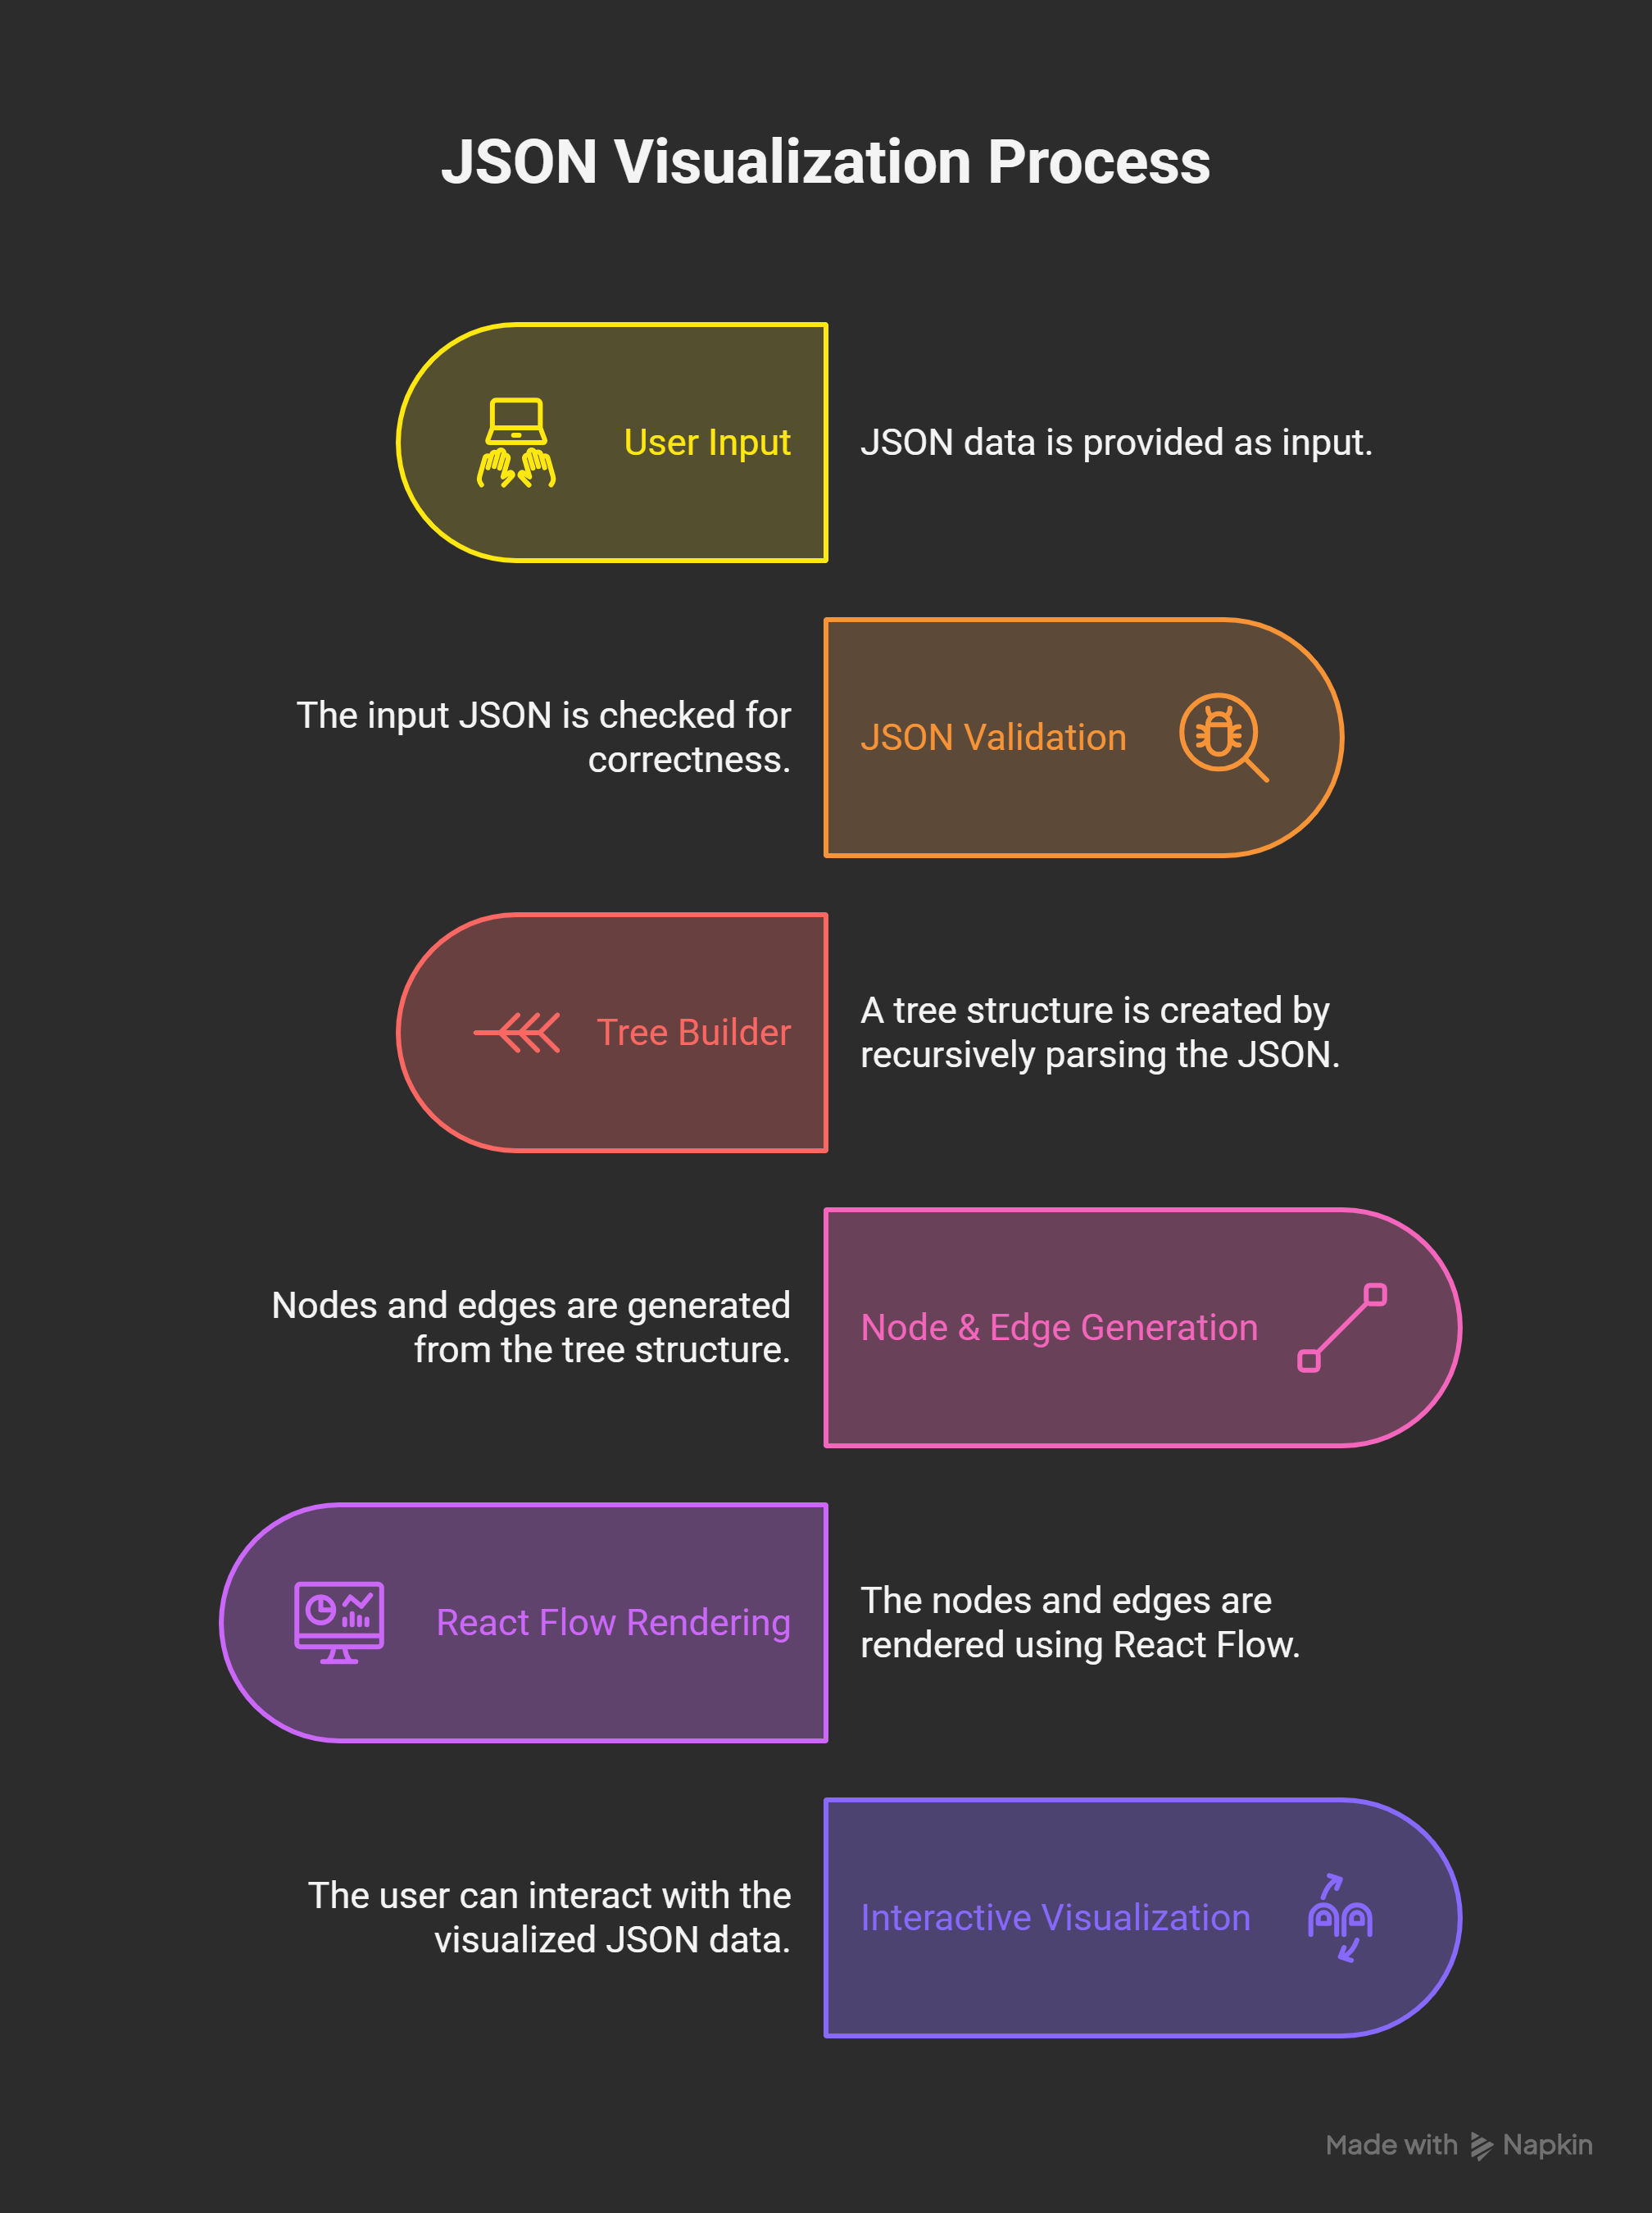 JSON Visualization Process
User Input
JSON data is provided as input.
The input JSON is checked for
correctness.
JSON Validation
Tree Builder
A tree structure is created by
recursively parsing the JSON.
Nodes and edges are generated
from the tree structure.
Node & Edge Generation
React Flow Rendering
The nodes and edges are
rendered using React Flow.
The user can interact with the
visualized JSON data.
Interactive Visualization
Made with Napkin